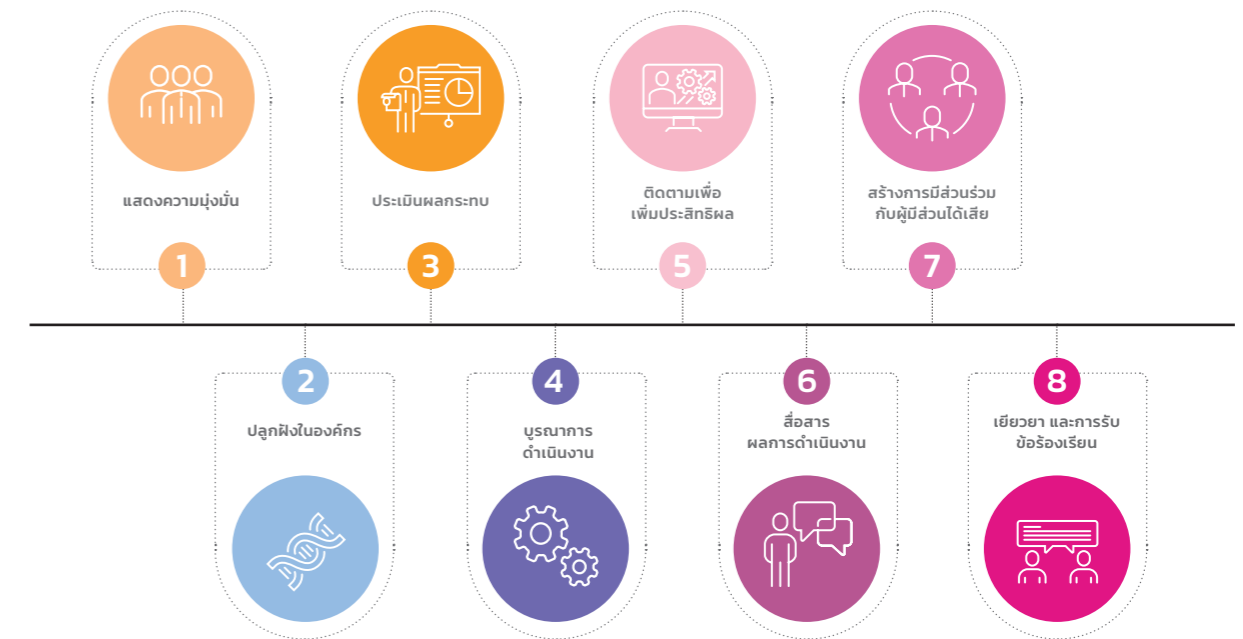 แสดงความมุ่งมั่น
1
2
ปลูกฝังในองค์กร
ประเมินผลกระทบ
3
4
บูรณาการ
ดำเนินงาน
ติดตามเพื่อ
เพิ่มประสิทธิผล
5
6
สื่อสาร
ผลการดำเนินงาน
สร้างการมีส่วนร่วม
กับผู้มีส่วนได้เสีย
7
8
เยียวยา และการรับ
ข้อร้องเรียน